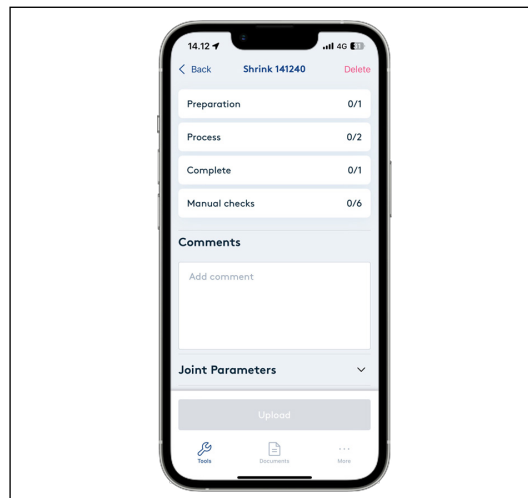 14.12 4G 31
Back Shrink 141240 Delete
Preparation 0/1
Process 0/2
Complete 0/1
Manual checks 0/6
Comments
Add comment
Joint Parameters
Upload
Tools Documents More